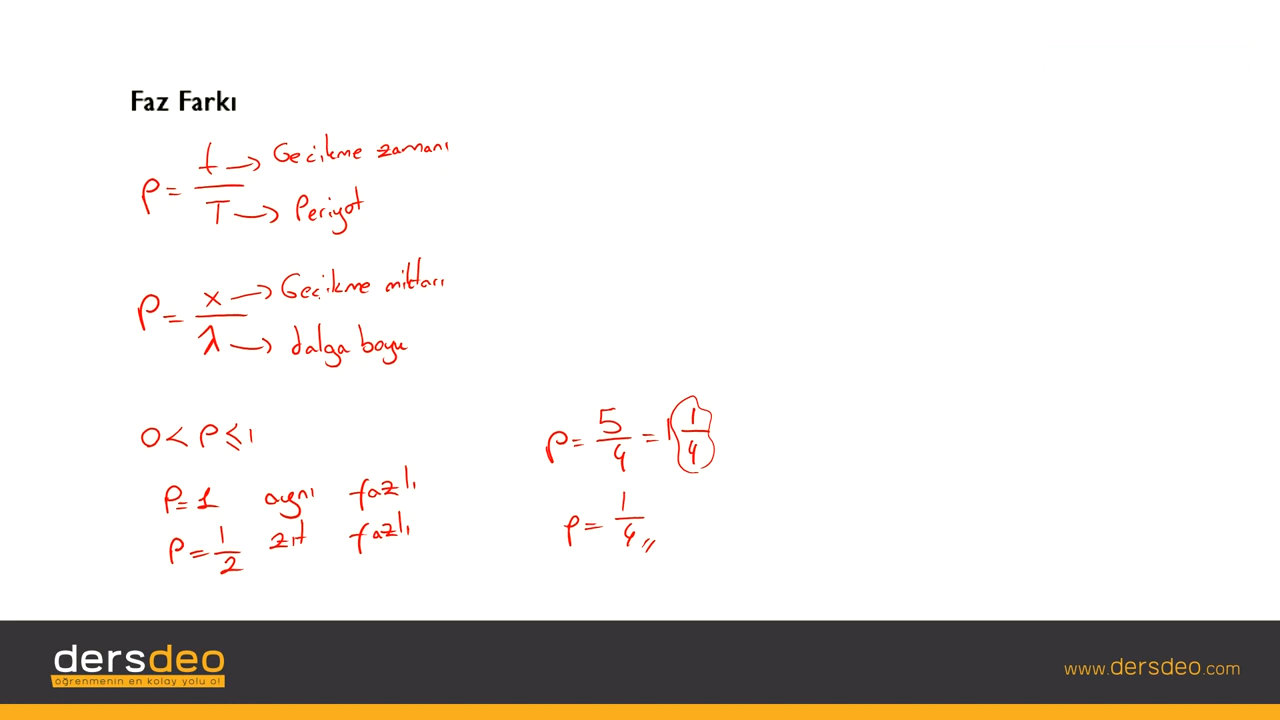 Faz Farkı
P = t/T → Gecikme zamanı
→ Periyot
P = x/λ → Gecikme miktarı
→ dalga boyu
0 < P ≤ 1
P = 1 aynı fazlı
P = 1/2 zıt fazlı
P = 5/4 = 1 1/4
P = 1/4 //
dersdeo
öğrenmenin en kolay yolu o!
www.dersdeo.com